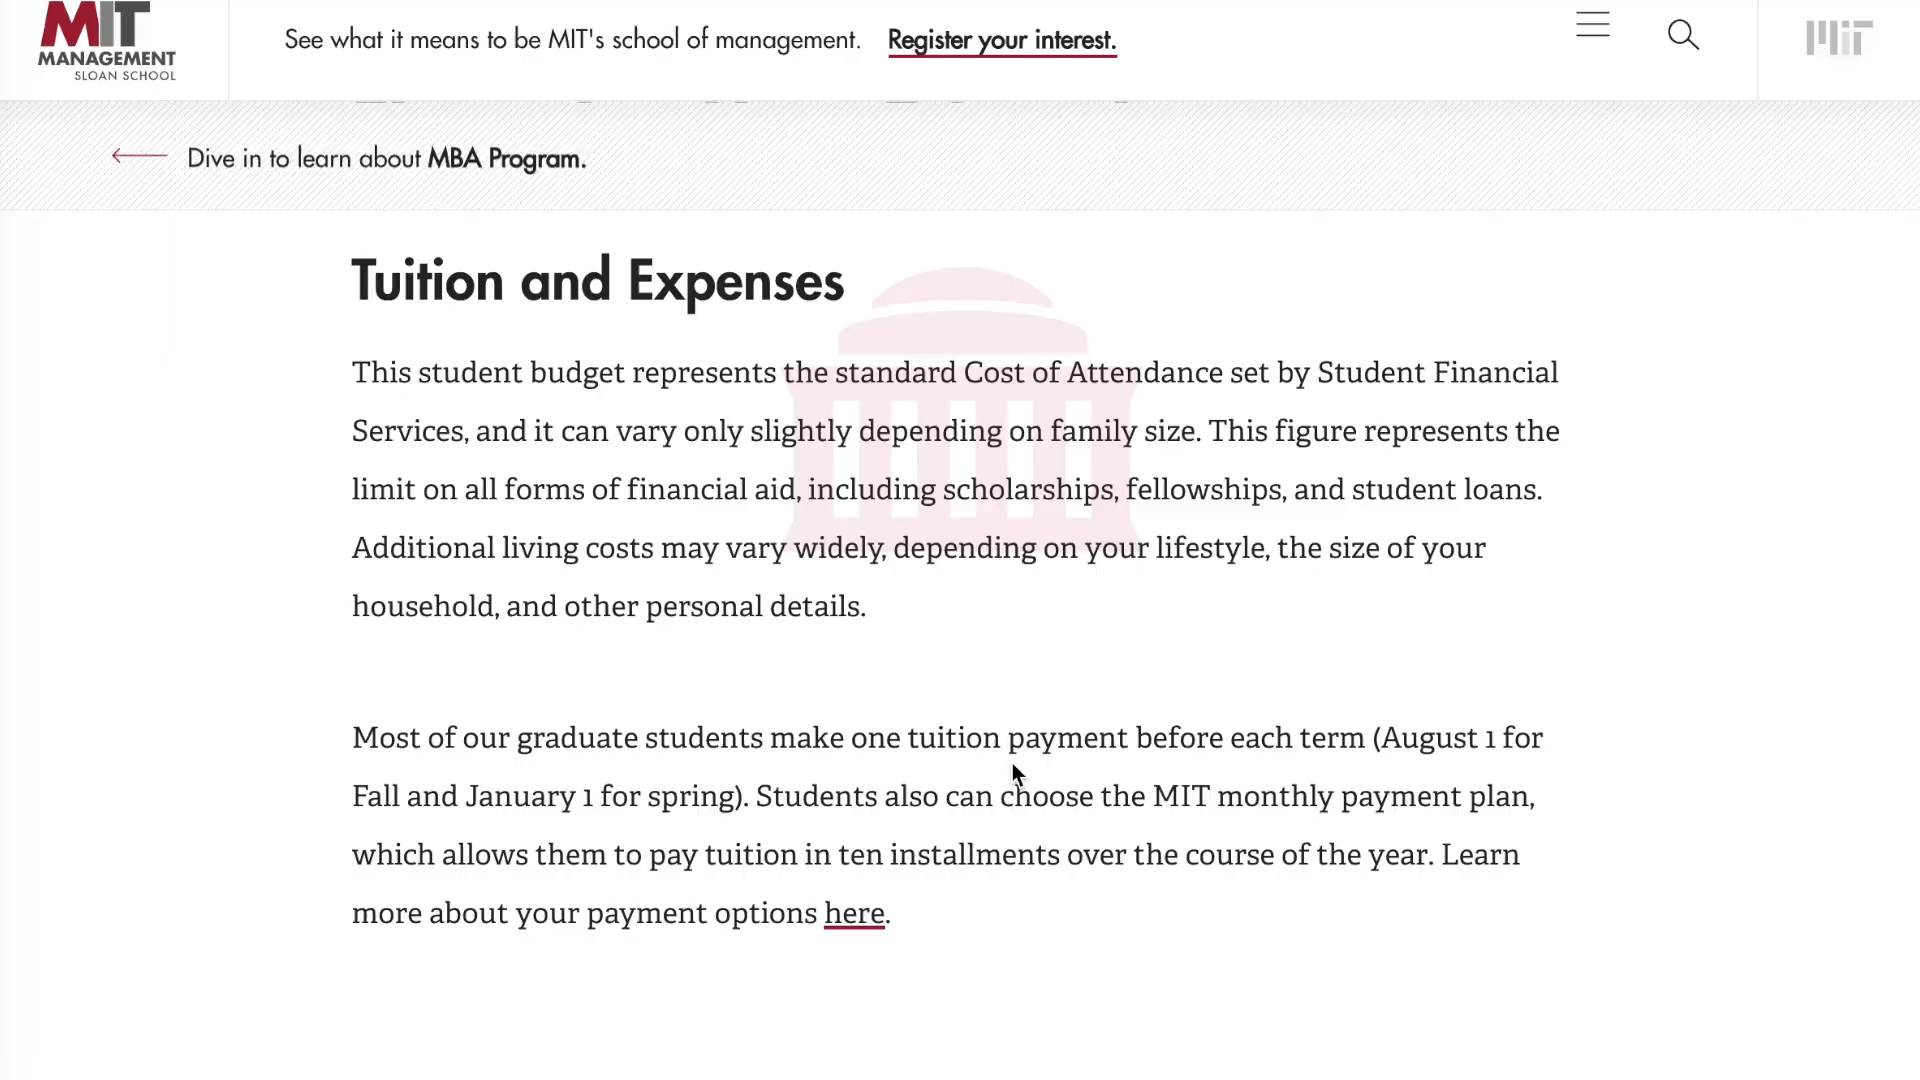 MIT
MANAGEMENT
SLOAN SCHOOL
See what it means to be MIT's school of management. Register your interest.
MIT
Dive in to learn about MBA Program.
Tuition and Expenses
This student budget represents the standard Cost of Attendance set by Student Financial
Services, and it can vary only slightly depending on family size. This figure represents the
limit on all forms of financial aid, including scholarships, fellowships, and student loans.
Additional living costs may vary widely, depending on your lifestyle, the size of your
household, and other personal details.
Most of our graduate students make one tuition payment before each term (August 1 for
Fall and January 1 for spring). Students also can choose the MIT monthly payment plan,
which allows them to pay tuition in ten installments over the course of the year. Learn
more about your payment options here.